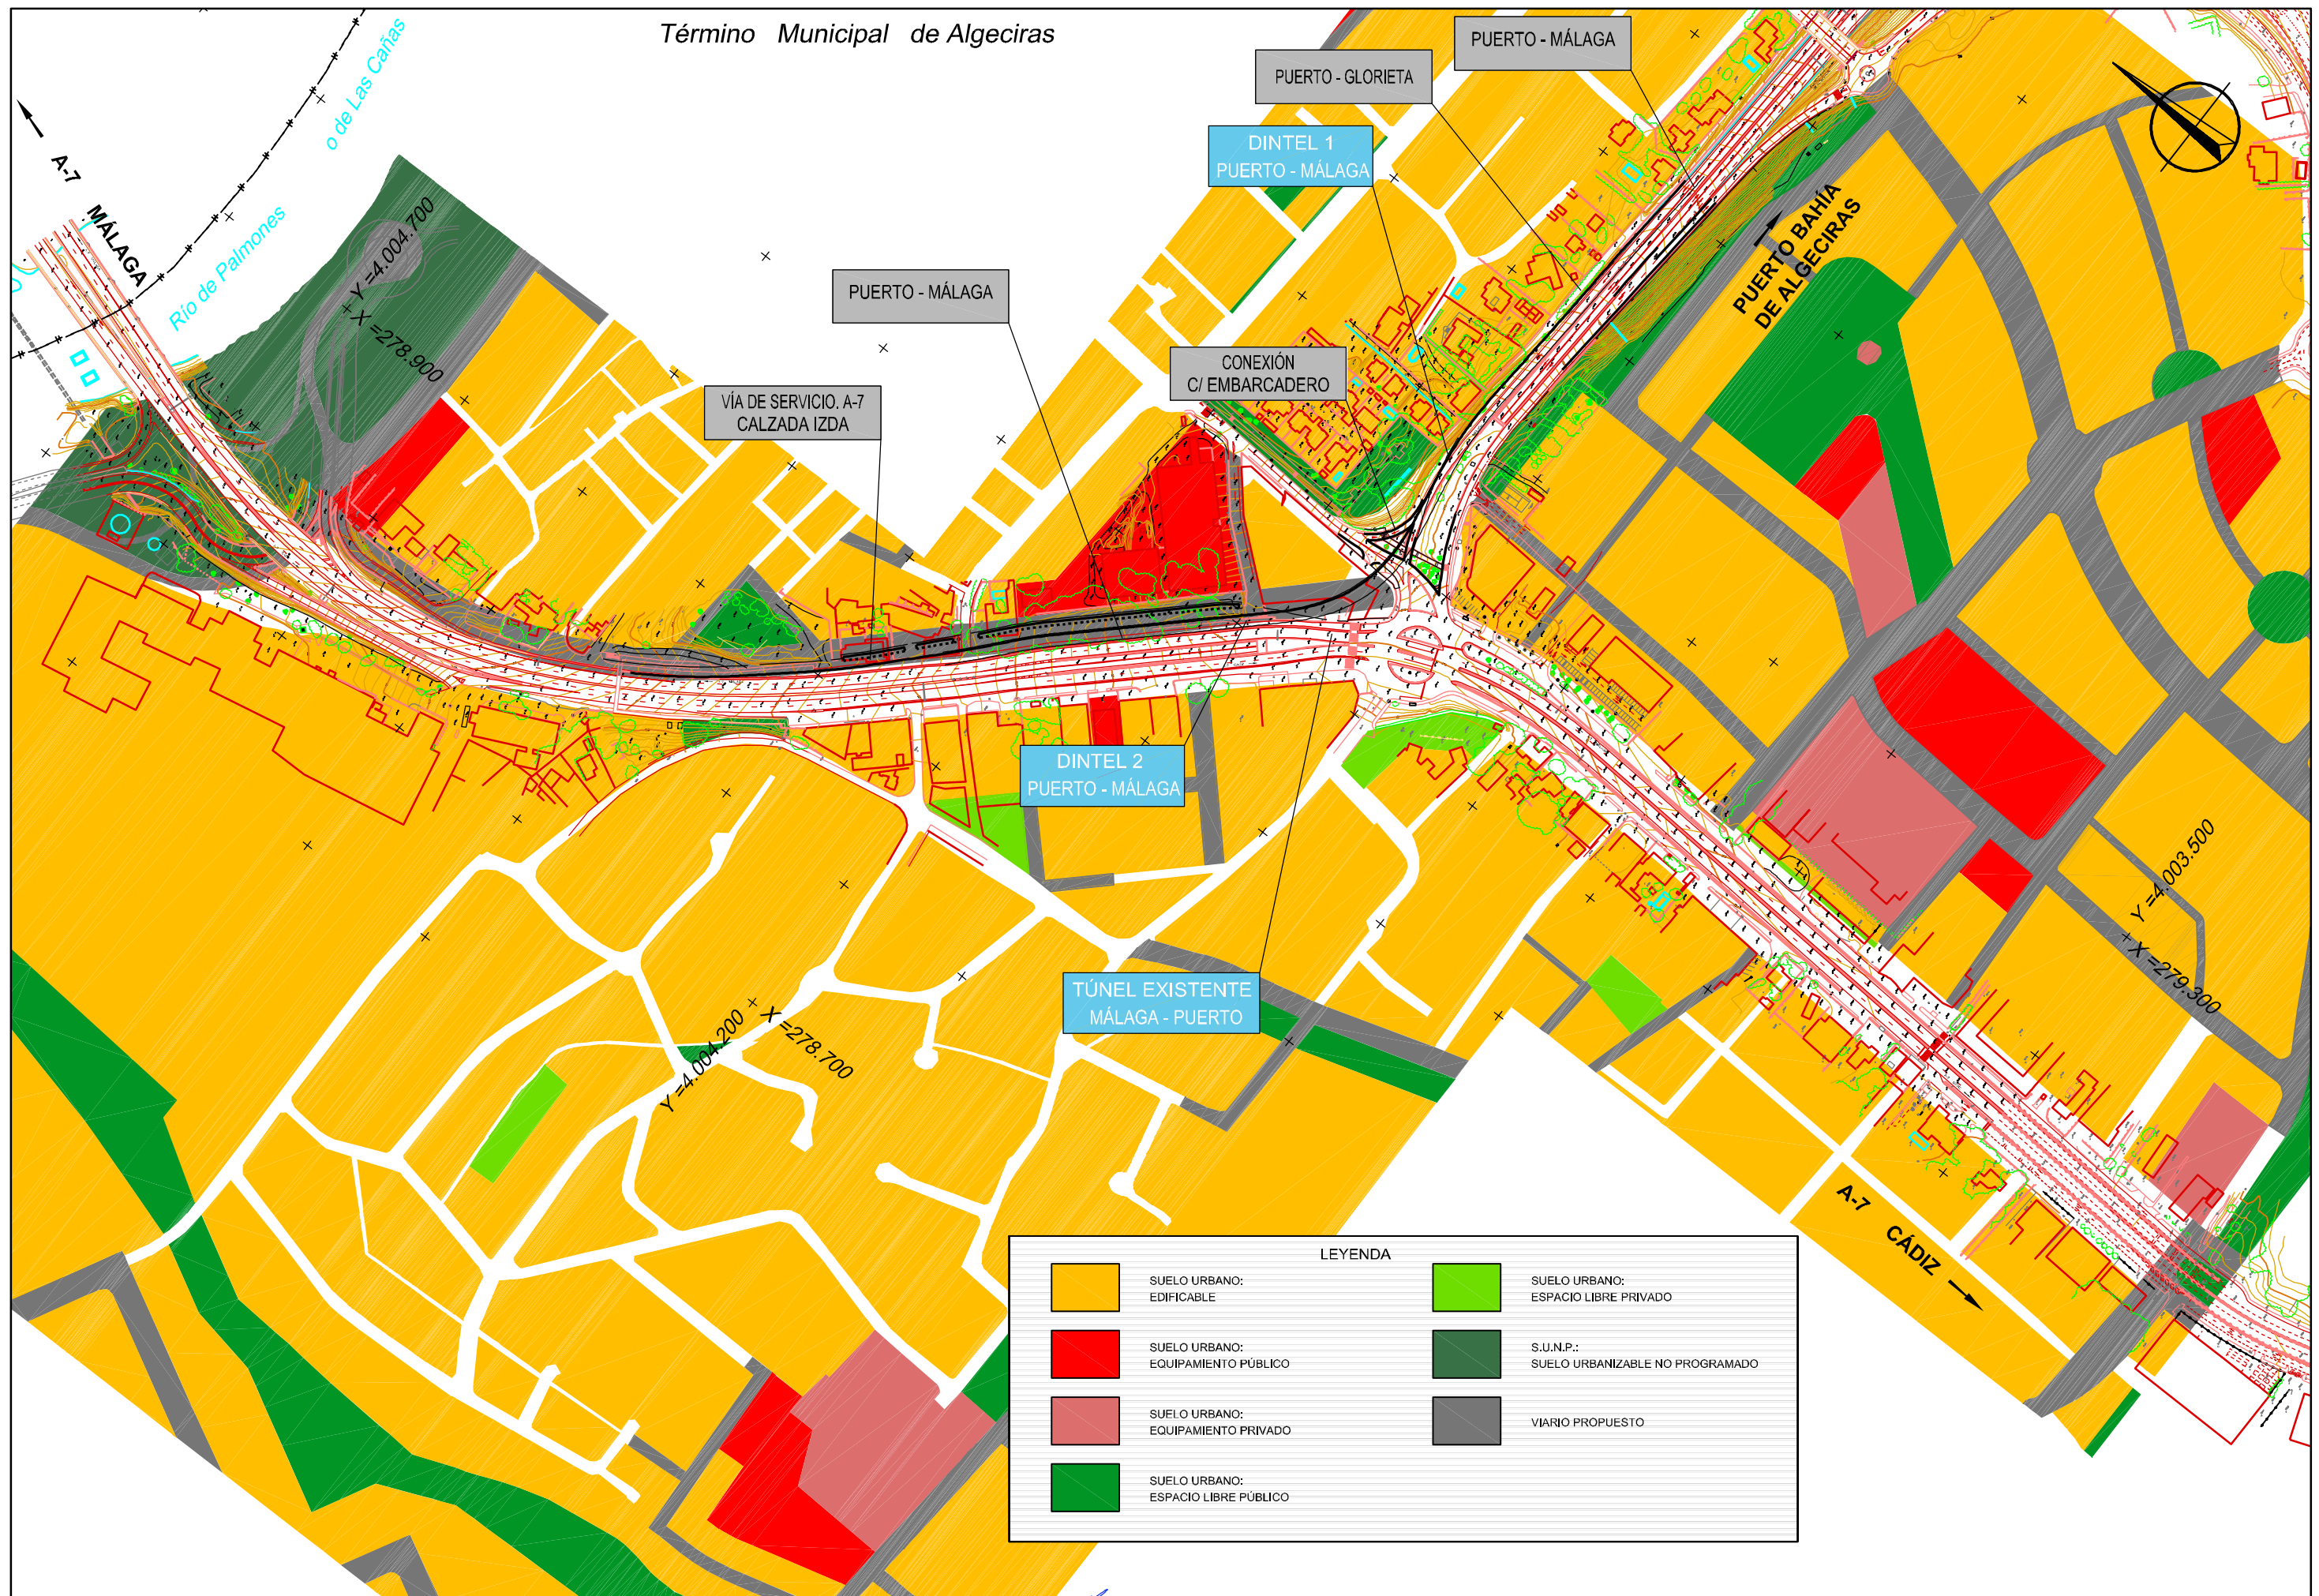 Término Municipal de Algeciras
PUERTO - MÁLAGA
PUERTO - GLORIETA
DINTEL 1
PUERTO - MÁLAGA
o de Las Cañas
A-7 MÁLAGA
Río de Palmones
Y =4.004.700
X =278.900
PUERTO BAHÍA
DE ALGECIRAS
PUERTO - MÁLAGA
CONEXIÓN
C/ EMBARCADERO
VÍA DE SERVICIO. A-7
CALZADA IZDA
DINTEL 2
PUERTO - MÁLAGA
Y =4.003.500
X =279.300
TÚNEL EXISTENTE
MÁLAGA - PUERTO
Y =4.004.200
X =278.700
A-7 CÁDIZ
LEYENDA
SUELO URBANO:
EDIFICABLE
SUELO URBANO:
EQUIPAMIENTO PÚBLICO
SUELO URBANO:
EQUIPAMIENTO PRIVADO
SUELO URBANO:
ESPACIO LIBRE PÚBLICO
SUELO URBANO:
ESPACIO LIBRE PRIVADO
S.U.N.P.:
SUELO URBANIZABLE NO PROGRAMADO
VIARIO PROPUESTO